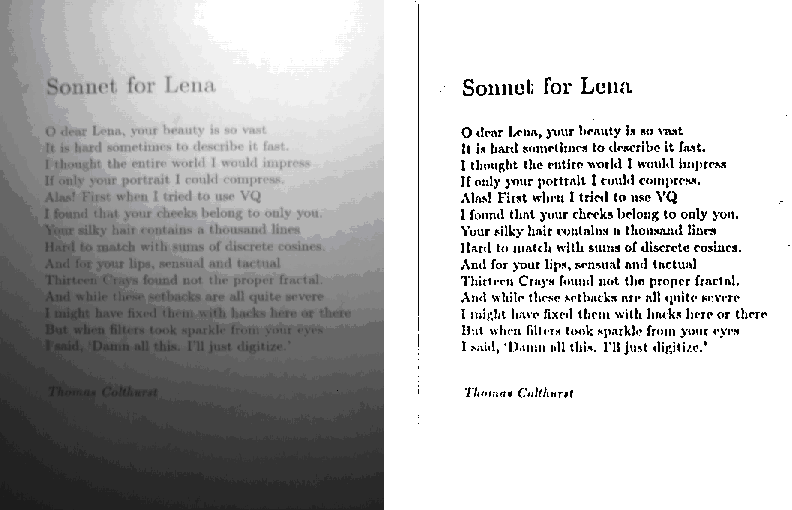 Sonnet for Lena
O dear Lena, your beauty is so vast
It is hard sometimes to describe it fast.
I thought the entire world I would impress
If only your portrait I could compress.
Alas! First when I tried to use VQ
I found that your cheeks belong to only you.
Your silky hair contains a thousand lines
Hard to match with sums of discrete cosines.
And for your lips, sensual and tactual
Thirteen Crays found not the proper fractal.
And while these setbacks are all quite severe
I might have fixed them with hacks here or there
But when filters took sparkle from your eyes
I said, 'Damn all this. I'll just digitize.'
Thomas Colthurst
Sonnet for Lena
O dear Lena, your beauty is so vast
It is hard sometimes to describe it fast.
I thought the entire world I would impress
If only your portrait I could compress.
Alas! First when I tried to use VQ
I found that your cheeks belong to only you.
Your silky hair contains a thousand lines
Hard to match with sums of discrete cosines.
And for your lips, sensual and tactual
Thirteen Crays found not the proper fractal.
And while these setbacks are all quite severe
I might have fixed them with hacks here or there
But when filters took sparkle from your eyes
I said, 'Damn all this. I'll just digitize.'
Thomas Colthurst